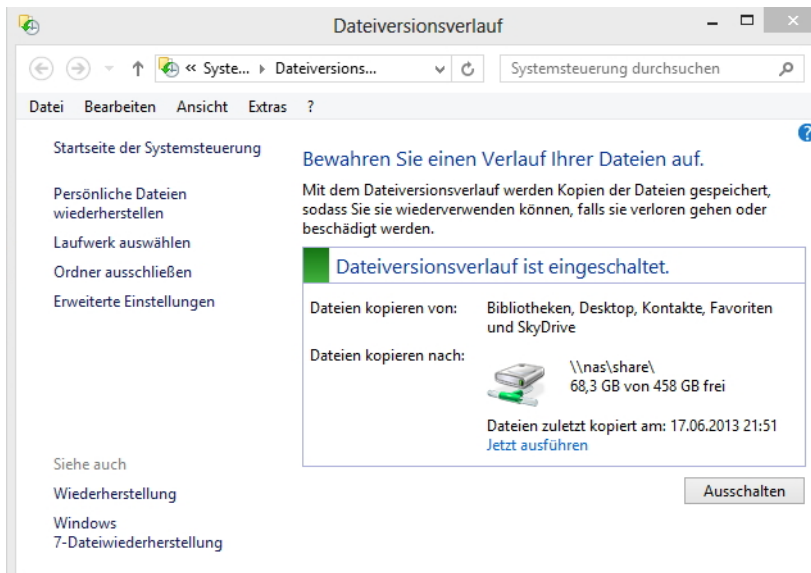 Dateiversionsverlauf
« Syste... Dateiversions...
Systemsteuerung durchsuchen
Datei Bearbeiten Ansicht Extras ?
?
Startseite der Systemsteuerung
Persönliche Dateien
wiederherstellen
Laufwerk auswählen
Ordner ausschließen
Erweiterte Einstellungen
Bewahren Sie einen Verlauf Ihrer Dateien auf.
Mit dem Dateiversionsverlauf werden Kopien der Dateien gespeichert,
sodass Sie sie wiederverwenden können, falls sie verloren gehen oder
beschädigt werden.
Dateiversionsverlauf ist eingeschaltet.
Dateien kopieren von:
Bibliotheken, Desktop, Kontakte, Favoriten
und SkyDrive
Dateien kopieren nach:
\\nas\share\
68,3 GB von 458 GB frei
Dateien zuletzt kopiert am: 17.06.2013 21:51
Jetzt ausführen
Ausschalten
Siehe auch
Wiederherstellung
Windows
7-Dateiwiederherstellung